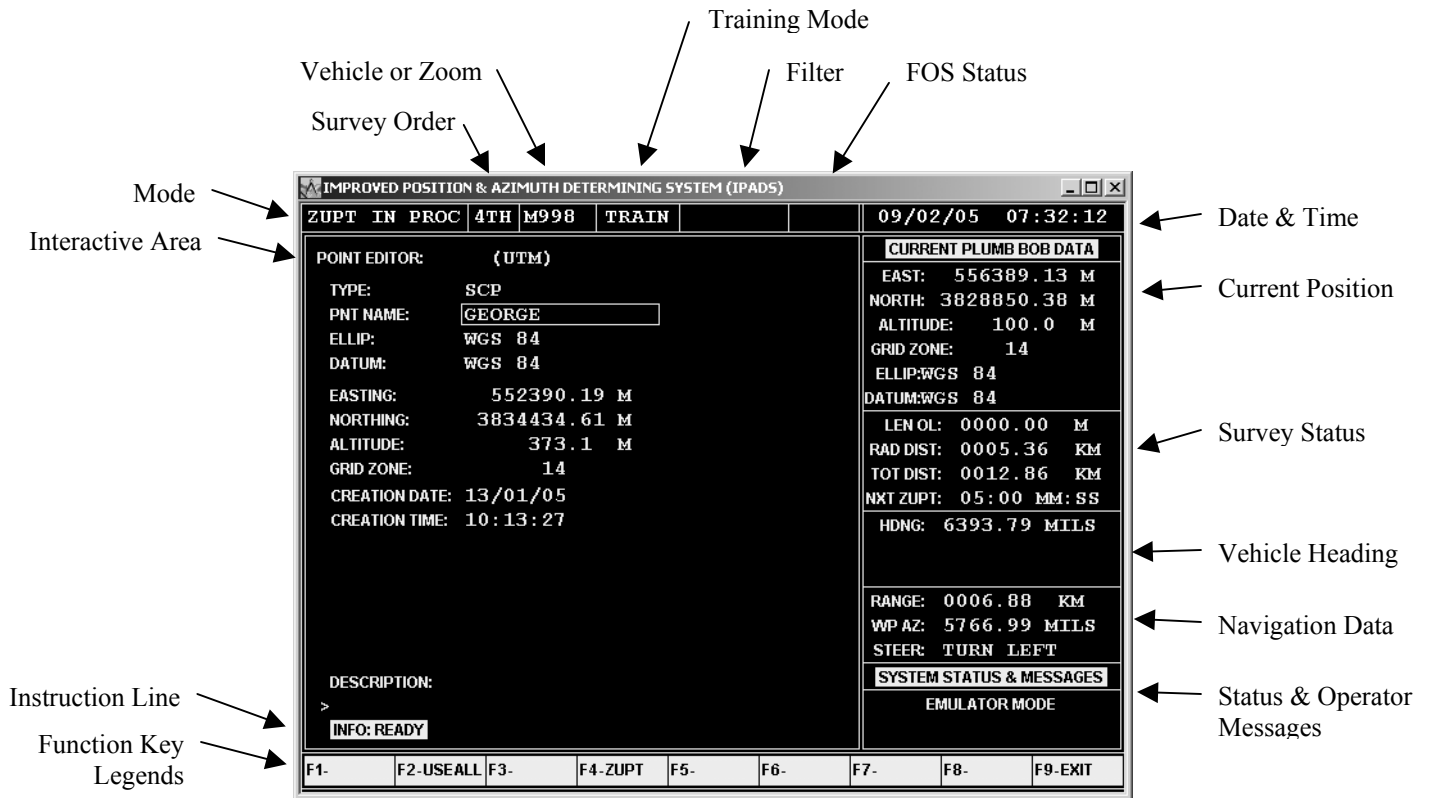 Training Mode
Vehicle or Zoom
Filter
FOS Status
Survey Order
Mode
IMPROVED POSITION & AZIMUTH DETERMINING SYSTEM (IPADS)
ZUPT IN PROC 4TH M998 TRAIN 09/02/05 07:32:12
Date & Time
Interactive Area
POINT EDITOR: (UTM)
TYPE: SCP
PNT NAME: GEORGE
ELLIP: WGS 84
DATUM: WGS 84
EASTING: 552390.19 M
NORTHING: 3834434.61 M
ALTITUDE: 373.1 M
GRID ZONE: 14
CREATION DATE: 13/01/05
CREATION TIME: 10:13:27
DESCRIPTION:
>
INFO: READY
CURRENT PLUMB BOB DATA
EAST: 556389.13 M
NORTH: 3828850.38 M
ALTITUDE: 100.0 M
GRID ZONE: 14
ELLIP:WGS 84
DATUM:WGS 84
Current Position
LEN OL: 0000.00 M
RAD DIST: 0005.36 KM
TOT DIST: 0012.86 KM
NXT ZUPT: 05:00 MM:SS
Survey Status
HDNG: 6393.79 MILS
Vehicle Heading
RANGE: 0006.88 KM
WP AZ: 5766.99 MILS
STEER: TURN LEFT
Navigation Data
SYSTEM STATUS & MESSAGES
EMULATOR MODE
Status & Operator
Messages
Instruction Line
Function Key
Legends
F1- F2-USEALL F3- F4-ZUPT F5- F6- F7- F8- F9-EXIT